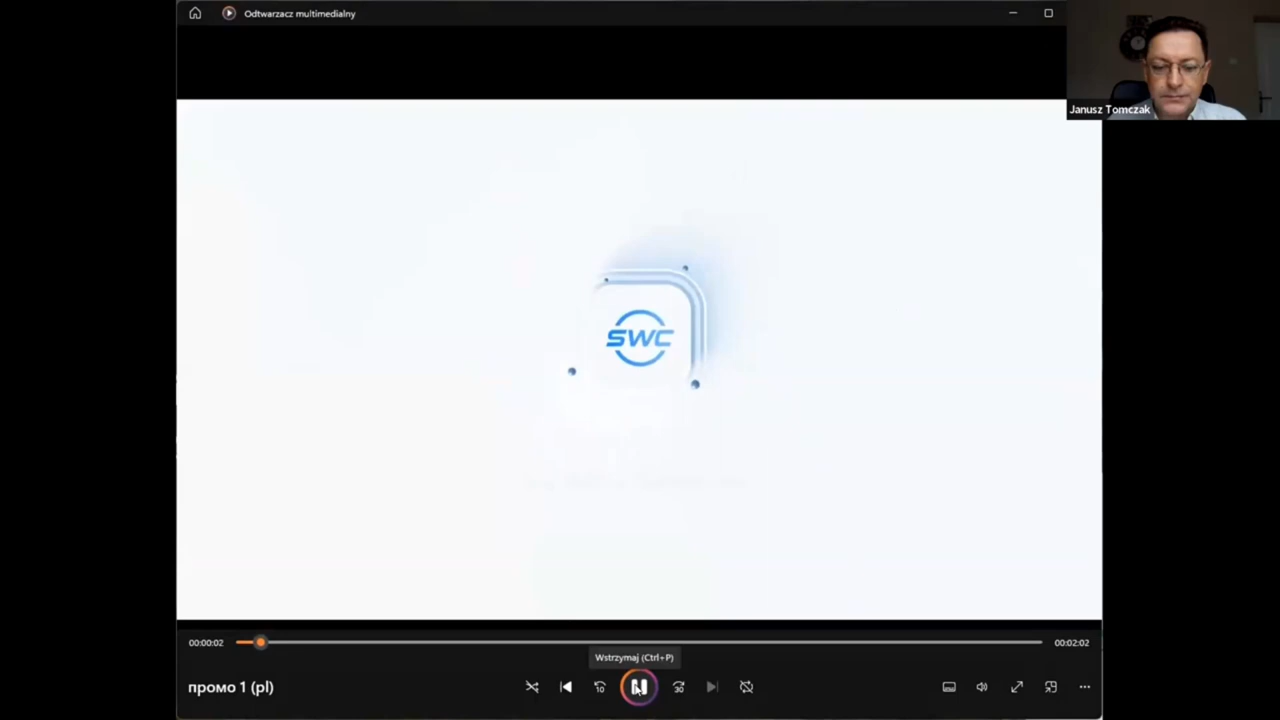 Odtwarzacz multimedialny
Janusz Tomczak
SWC
00:00:02
00:02:02
Wstrzymaj (Ctrl+P)
промо 1 (pl)
10
30